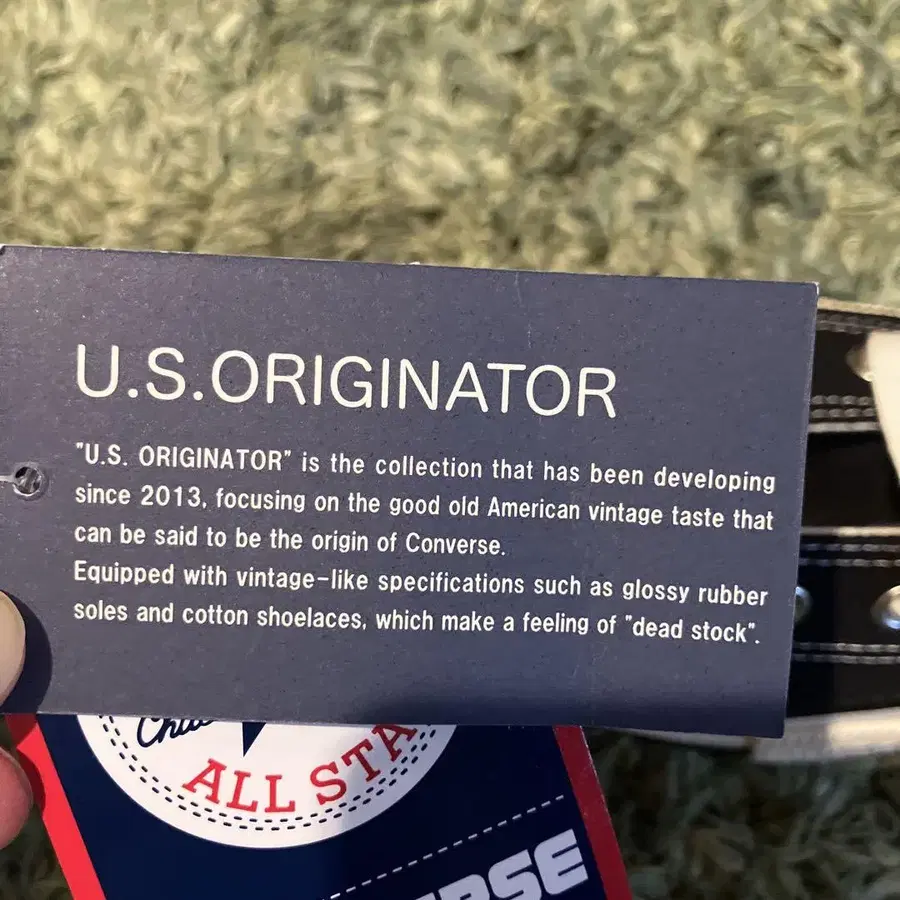 U.S.ORIGINATOR
"U.S. ORIGINATOR" is the collection that has been developing
since 2013, focusing on the good old American vintage taste that
can be said to be the origin of Converse.
Equipped with vintage-like specifications such as glossy rubber
soles and cotton shoelaces, which make a feeling of "dead stock".
ALL STA
ERSE